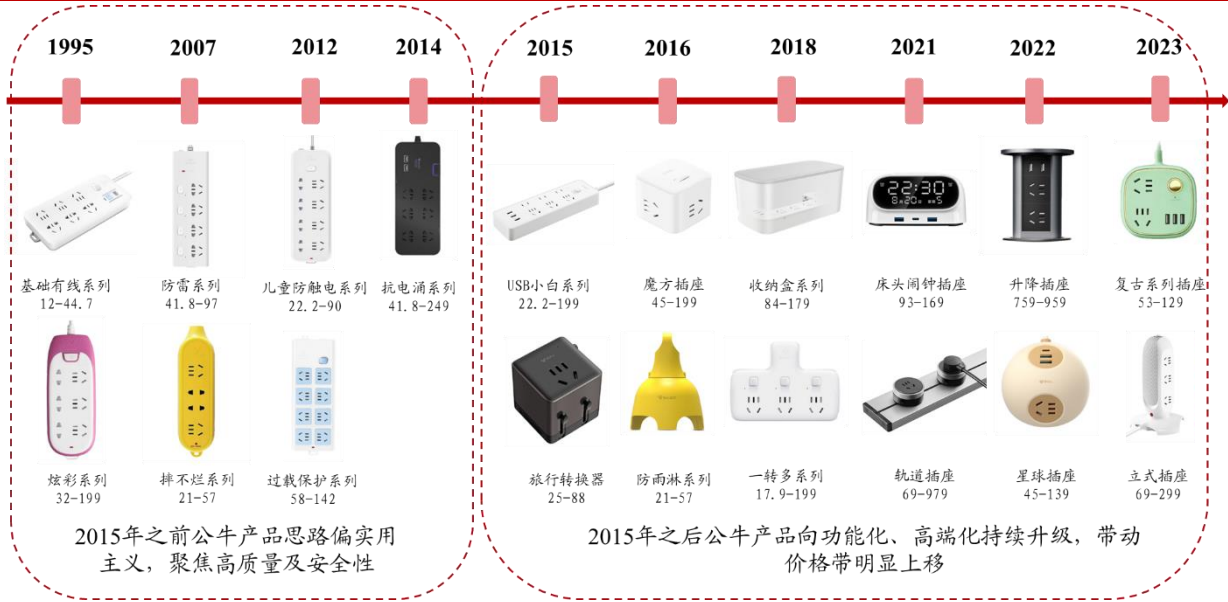 1995
2007
2012
2014
2015
2016
2018
2021
2022
2023
基础有线系列
12-44.7
防雷系列
41.8-97
儿童防触电系列
22.2-90
抗电涌系列
41.8-249
USB小白系列
22.2-199
魔方插座
45-199
收纳盒系列
84-179
床头闹钟插座
93-169
升降插座
759-959
复古系列插座
53-129
22:30
8月20日
炫彩系列
32-199
摔不烂系列
21-57
过载保护系列
58-142
旅行转换器
25-88
防雨淋系列
21-57
一转多系列
17.9-199
轨道插座
69-979
星球插座
45-139
立式插座
69-299
2015年之前公牛产品思路偏实用
主义，聚焦高质量及安全性
2015年之后公牛产品向功能化、高端化持续升级，带动
价格带明显上移